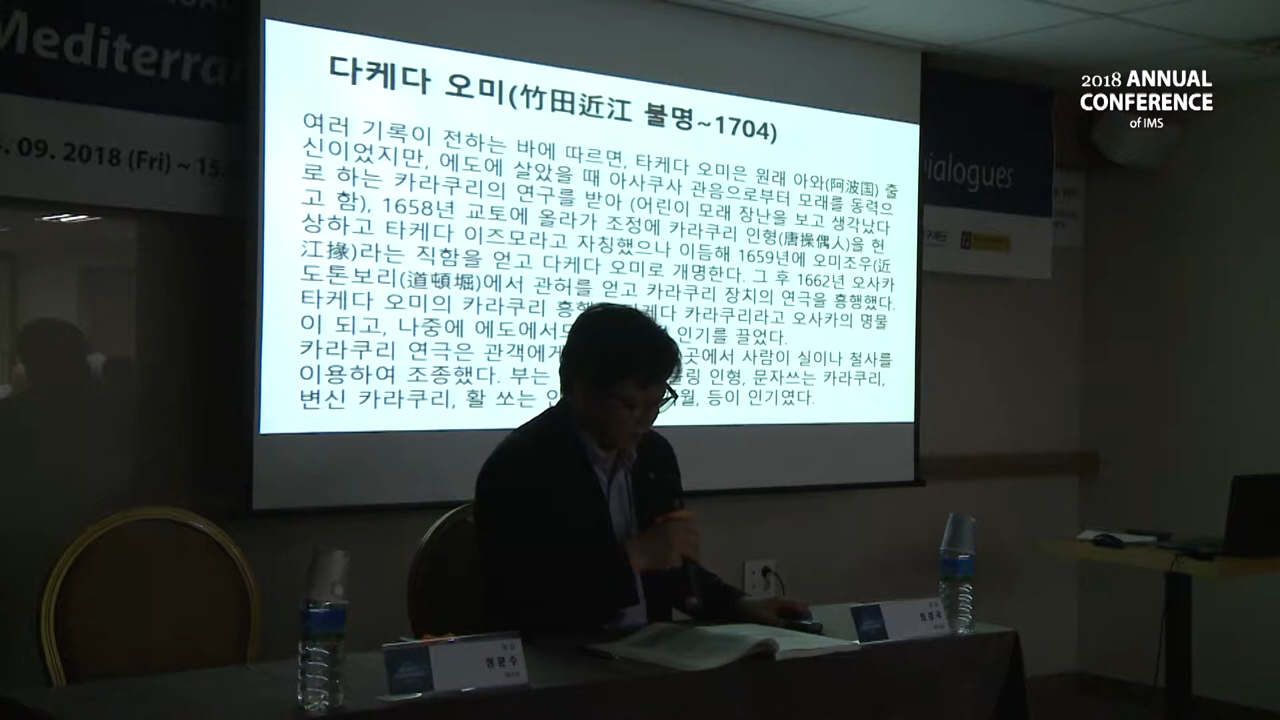 Mediterra
. 09. 2018 (Fri) ~ 15.
다케다 오미(竹田近江 불명~1704)
여러 기록이 전하는 바에 따르면, 타케다 오미은 원래 아와(阿波国) 출
신이었지만, 에도에 살았을 때 아사쿠사 관음으로부터 모래를 동력으
로 하는 카라쿠리의 연구를 받아 (어린이 모래 장난을 보고 생각났다
고 함), 1658년 교토에 올라가 조정에 카라쿠리 인형(唐操偶人)을 헌
상하고 타케다 이즈모라고 자칭했으나 이듬해 1659년에 오미조우(近
江掾)라는 직함을 얻고 다케다 오미로 개명한다. 그 후 1662년 오사카
도톤보리(道頓堀)에서 관허를 얻고 카라쿠리 장치의 연극을 흥행했다.
타케다 오미의 카라쿠리 흥행 다케다 카라쿠리라고 오사카의 명물
이 되고, 나중에 에도에서도 인기를 끌었다.
카라쿠리 연극은 관객에게 곳에서 사람이 실이나 철사를
이용하여 조종했다. 부는 인형, 문자쓰는 카라쿠리,
변신 카라쿠리, 활 쏘는 등이 인기였다.
2018 ANNUAL
CONFERENCE
of IMS
Dialogues
정문수